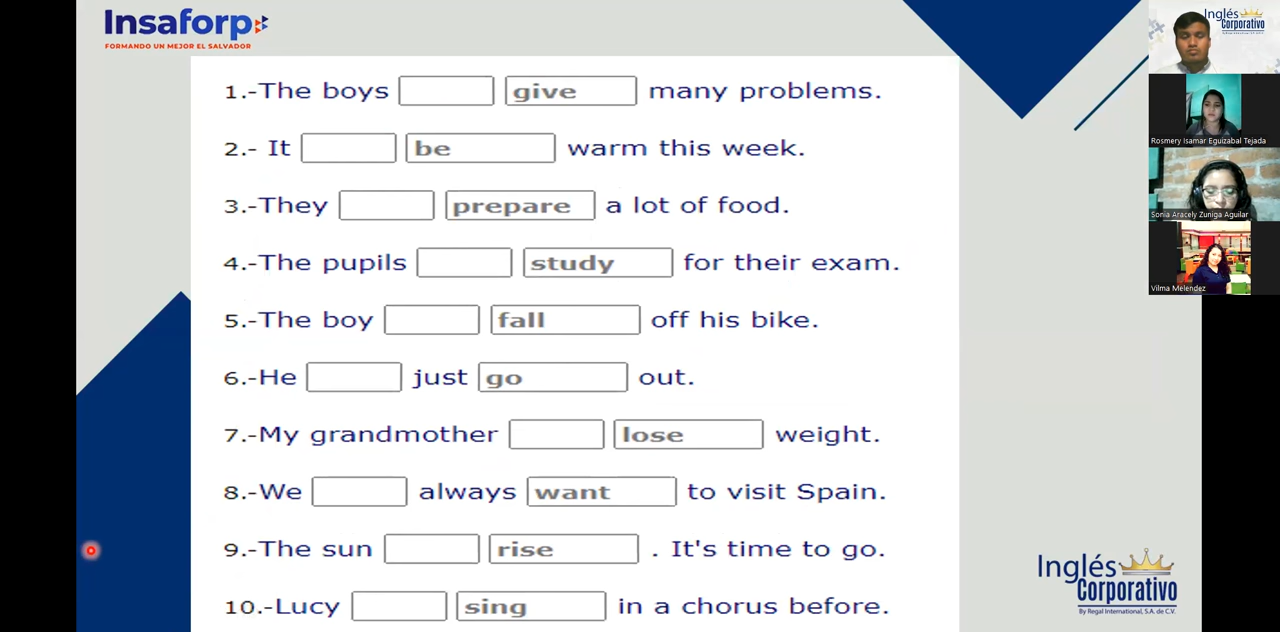 Insaforp
FORMANDO UN MEJOR EL SALVADOR
1.-The boys give many problems.
2.- It be warm this week.
3.-They prepare a lot of food.
4.-The pupils study for their exam.
5.-The boy fall off his bike.
6.-He just go out.
7.-My grandmother lose weight.
8.-We always want to visit Spain.
9.-The sun rise . It's time to go.
10.-Lucy sing in a chorus before.
Inglés
Corporativo
Rosmery Isamar Eguizabal Tejada
Sonia Aracely Zuniga Aguilar
Vilma Melendez
Inglés
Corporativo
By Regal International, S.A. de C.V.